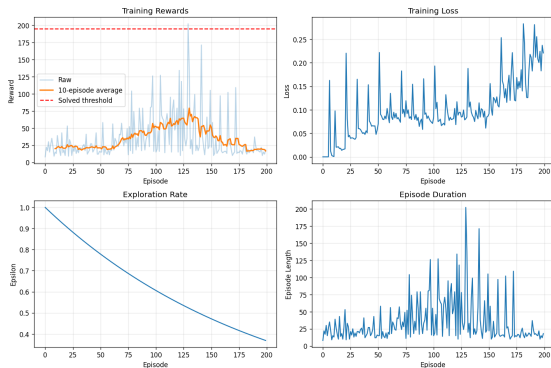 Training Rewards
200
175
150
125
100
75
50
25
0
Reward
Raw
10-episode average
Solved threshold
0 25 50 75 100 125 150 175 200
Episode
Training Loss
0.25
0.20
0.15
0.10
0.05
0.00
Loss
0 25 50 75 100 125 150 175 200
Episode
Exploration Rate
1.0
0.9
0.8
0.7
0.6
0.5
0.4
Epsilon
0 25 50 75 100 125 150 175 200
Episode
Episode Duration
200
175
150
125
100
75
50
25
0
Episode Length
0 25 50 75 100 125 150 175 200
Episode